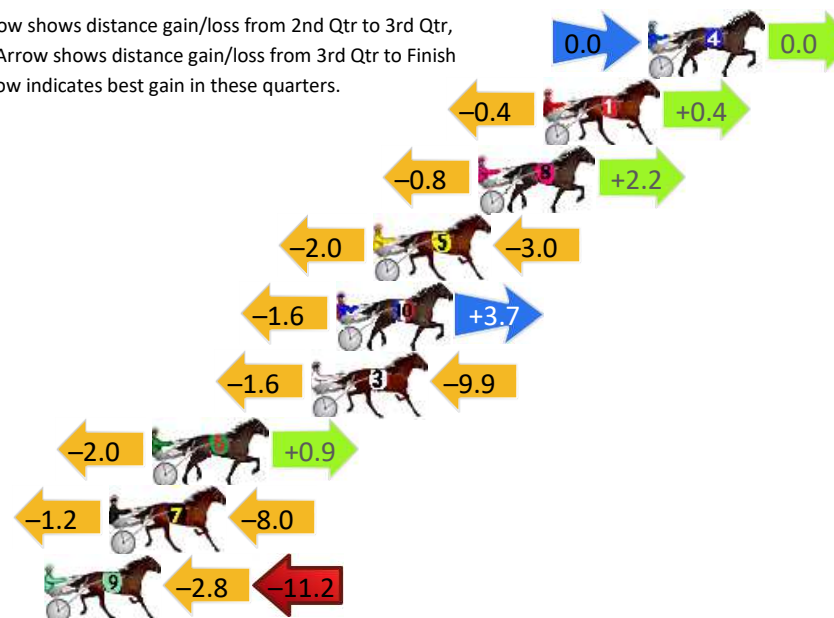 ow shows distance gain/loss from 2nd Qtr to 3rd Qtr,
Arrow shows distance gain/loss from 3rd Qtr to Finish
ow indicates best gain in these quarters.
0.0 4 0.0
–0.4 1 +0.4
–0.8 8 +2.2
–2.0 5 –3.0
–1.6 10 +3.7
–1.6 3 –9.9
–2.0 6 +0.9
–1.2 7 –8.0
9 –2.8 –11.2